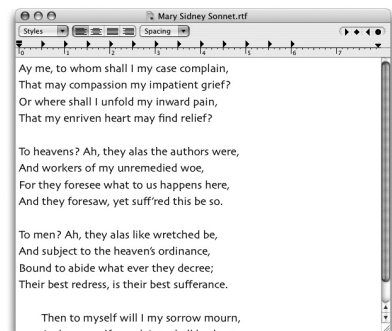 Mary Sidney Sonnet.rtf
Styles Spacing
0 1 2 3 4 5 6 7
Ay me, to whom shall I my case complain,
That may compassion my impatient grief?
Or where shall I unfold my inward pain,
That my enriven heart may find relief?
To heavens? Ah, they alas the authors were,
And workers of my unremedied woe,
For they foresee what to us happens here,
And they foresaw, yet suff'red this be so.
To men? Ah, they alas like wretched be,
And subject to the heaven's ordinance,
Bound to abide what ever they decree;
Their best redress, is their best sufferance.
Then to myself will I my sorrow mourn,